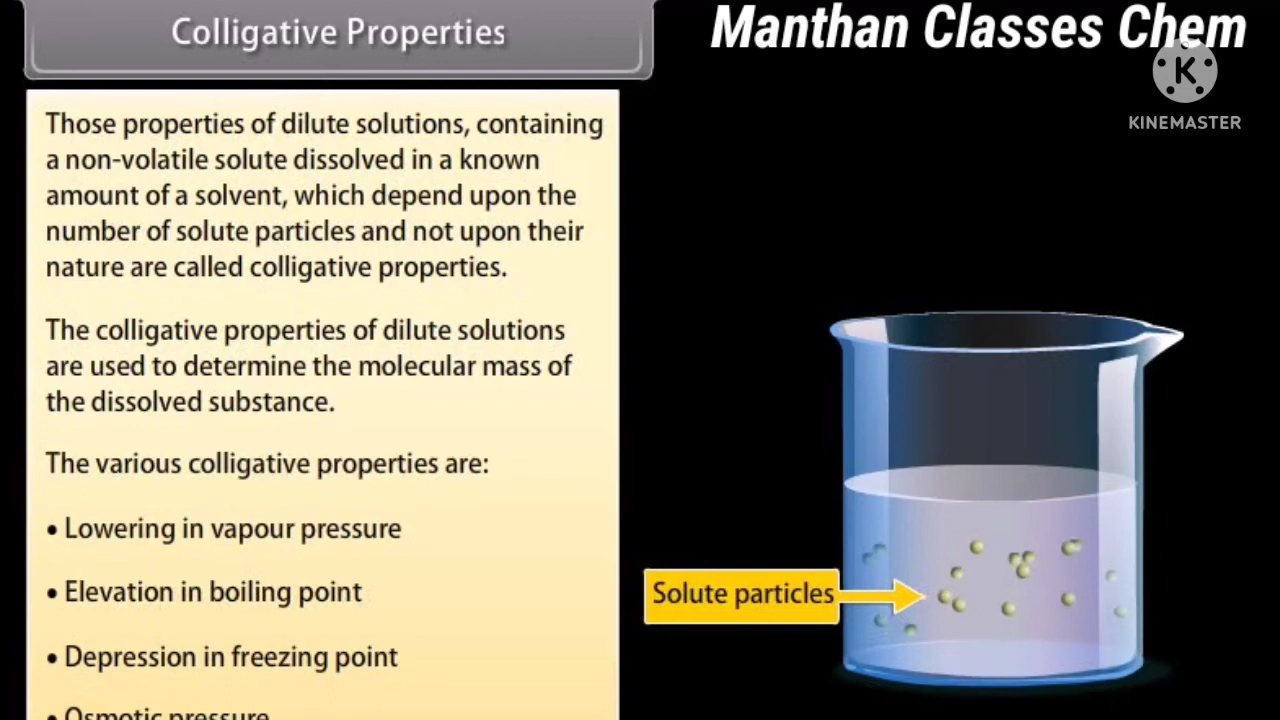 Colligative Properties
Manthan Classes Chem
KINEMASTER
Those properties of dilute solutions, containing
a non-volatile solute dissolved in a known
amount of a solvent, which depend upon the
number of solute particles and not upon their
nature are called colligative properties.
The colligative properties of dilute solutions
are used to determine the molecular mass of
the dissolved substance.
The various colligative properties are:
• Lowering in vapour pressure
• Elevation in boiling point
• Depression in freezing point
• Osmotic pressure
Solute particles